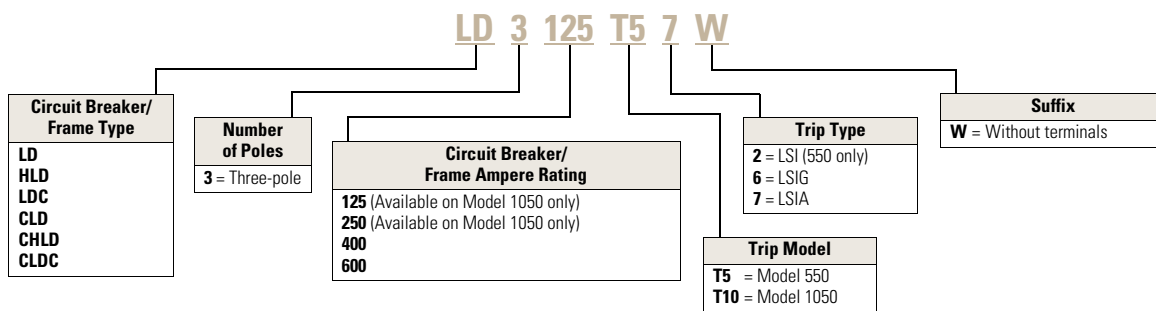 LD 3 125 T5 7 W
Circuit Breaker/
Frame Type
LD
HLD
LDC
CLD
CHLD
CLDC
Number
of Poles
3 = Three-pole
Circuit Breaker/
Frame Ampere Rating
125 (Available on Model 1050 only)
250 (Available on Model 1050 only)
400
600
Trip Model
T5 = Model 550
T10 = Model 1050
Trip Type
2 = LSI (550 only)
6 = LSIG
7 = LSIA
Suffix
W = Without terminals